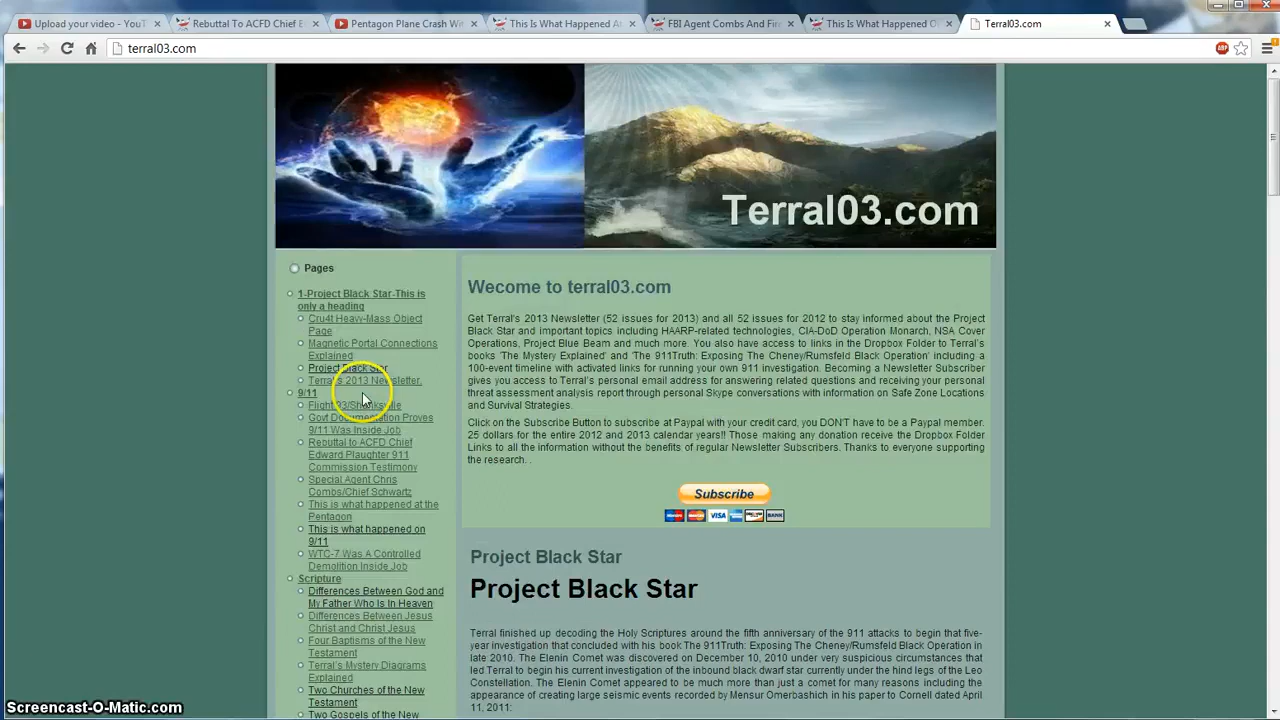 Upload your video - YouT
Rebuttal To ACFD Chief E
Pentagon Plane Crash Wit
This Is What Happened At
FBI Agent Combs And Fire
This Is What Happened O
Terral03.com
terral03.com
ABP
Terral03.com
Pages
1-Project Black Star-This is
only a heading
Cru4t Heavy-Mass Object
Page
Magnetic Portal Connections
Explained
Project Black Star
Terral's 2013 Newsletter.
9/11
Flight 93/Shanksville
Govt Documentation Proves
9/11 Was Inside Job
Rebuttal to ACFD Chief
Edward Plaughter 911
Commission Testimony
Special Agent Chris
Combs/Chief Schwartz
This is what happened at the
Pentagon
This is what happened on
9/11
WTC-7 Was A Controlled
Demolition Inside Job
Scripture
Differences Between God and
My Father Who Is In Heaven
Differences Between Jesus
Christ and Christ Jesus
Four Baptisms of the New
Testament
Terral's Mystery Diagrams
Explained
Two Churches of the New
Testament
Two Gospels of the New
Wecome to terral03.com
Get Terral's 2013 Newsletter (52 issues for 2013) and all 52 issues for 2012 to stay informed about the Project
Black Star and important topics including HAARP-related technologies, CIA-DoD Operation Monarch, NSA Cover
Operations, Project Blue Beam and much more. You also have access to links in the Dropbox Folder to Terral's
books 'The Mystery Explained' and 'The 911Truth: Exposing The Cheney/Rumsfeld Black Operation' including a
100-event timeline with activated links for running your own 911 investigation. Becoming a Newsletter Subscriber
gives you access to Terral's personal email address for answering related questions and receiving your personal
threat assessment analysis report through personal Skype conversations with information on Safe Zone Locations
and Survival Strategies.
Click on the Subscribe Button to subscribe at Paypal with your credit card, you DON'T have to be a Paypal member.
25 dollars for the entire 2012 and 2013 calendar years!! Those making any donation receive the Dropbox Folder
Links to all the information without the benefits of regular Newsletter Subscribers. Thanks to everyone supporting
the research. .
Subscribe
VISA
BANK
Project Black Star
Project Black Star
Terral finished up decoding the Holy Scriptures around the fifth anniversary of the 911 attacks to begin that five-
year investigation that concluded with his book The 911Truth: Exposing The Cheney/Rumsfeld Black Operation in
late 2010. The Elenin Comet was discovered on December 10, 2010 under very suspicious circumstances that
led Terral to begin his current investigation of the inbound black dwarf star currently under the hind legs of the Leo
Constellation. The Elenin Comet appeared to be much more than just a comet for many reasons including the
appearance of creating large seismic events recorded by Mensur Omerbashich in his paper to Cornell dated April
11, 2011:
Screencast-O-Matic.com